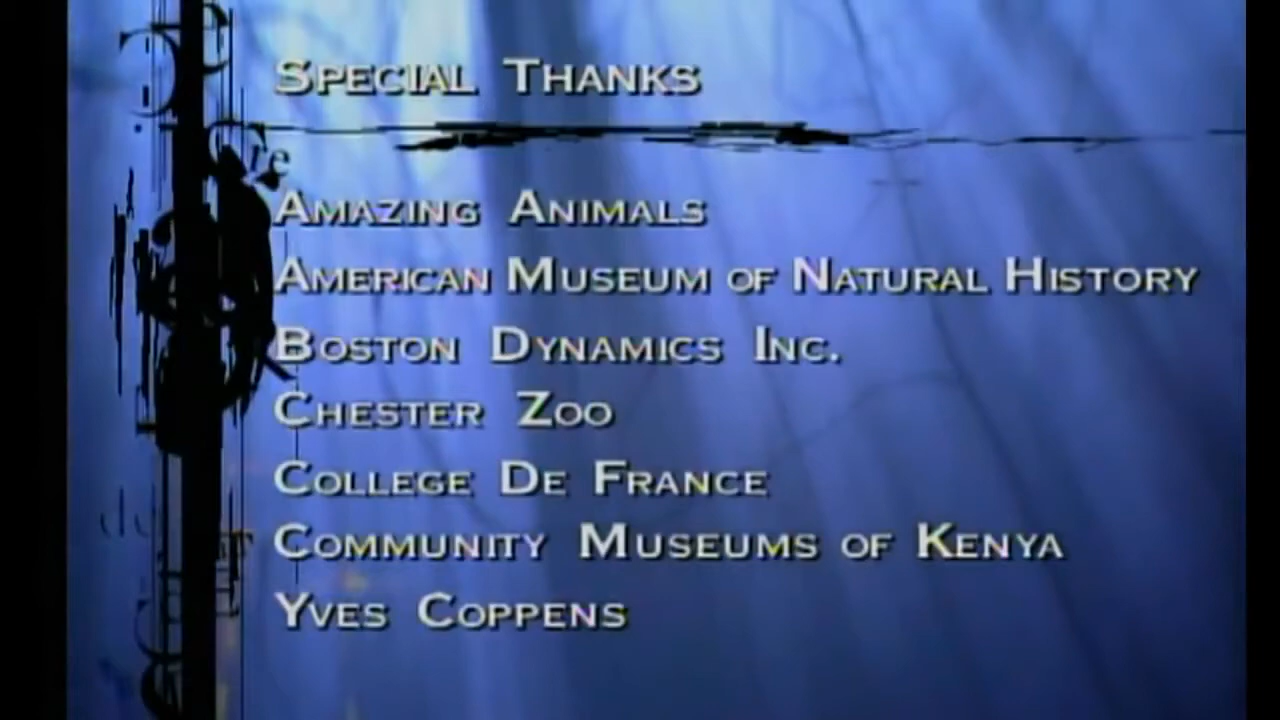 Special Thanks
Amazing Animals
American Museum of Natural History
Boston Dynamics Inc.
Chester Zoo
College De France
Community Museums of Kenya
Yves Coppens